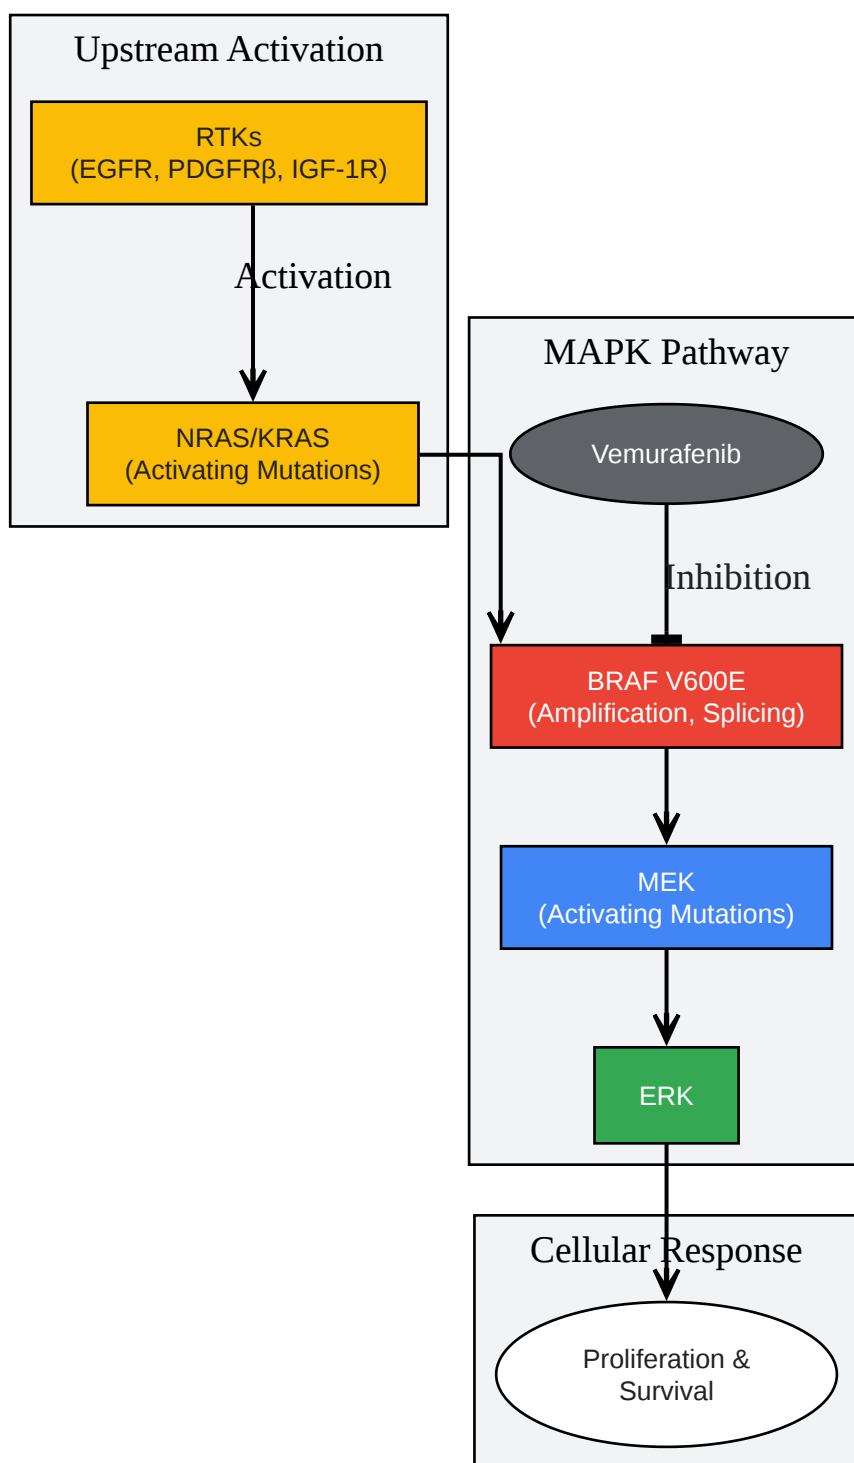 Upstream Activation
RTKs
(EGFR, PDGFRβ, IGF-1R)
Activation
NRAS/KRAS
(Activating Mutations)
MAPK Pathway
Vemurafenib
Inhibition
BRAF V600E
(Amplification, Splicing)
MEK
(Activating Mutations)
ERK
Cellular Response
Proliferation &
Survival